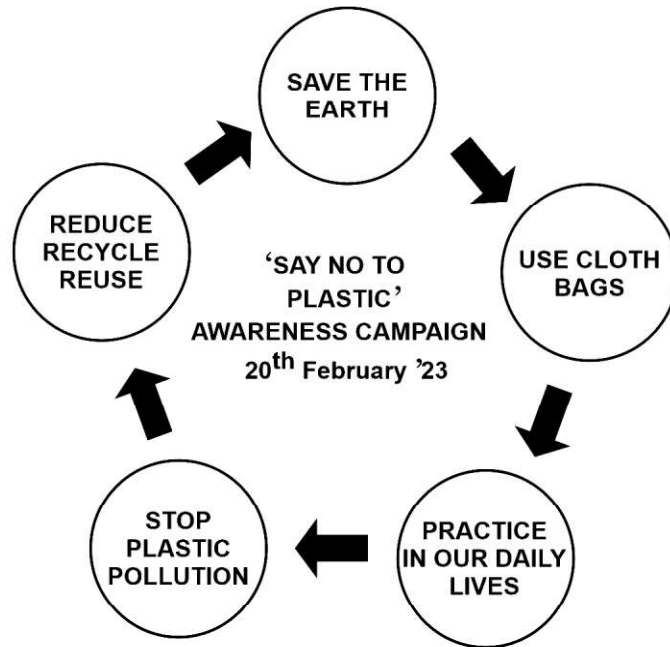 SAVE THE
EARTH
USE CLOTH
BAGS
PRACTICE
IN OUR DAILY
LIVES
STOP
PLASTIC
POLLUTION
REDUCE
RECYCLE
REUSE
‘SAY NO TO
PLASTIC’
AWARENESS CAMPAIGN
20th February ’23